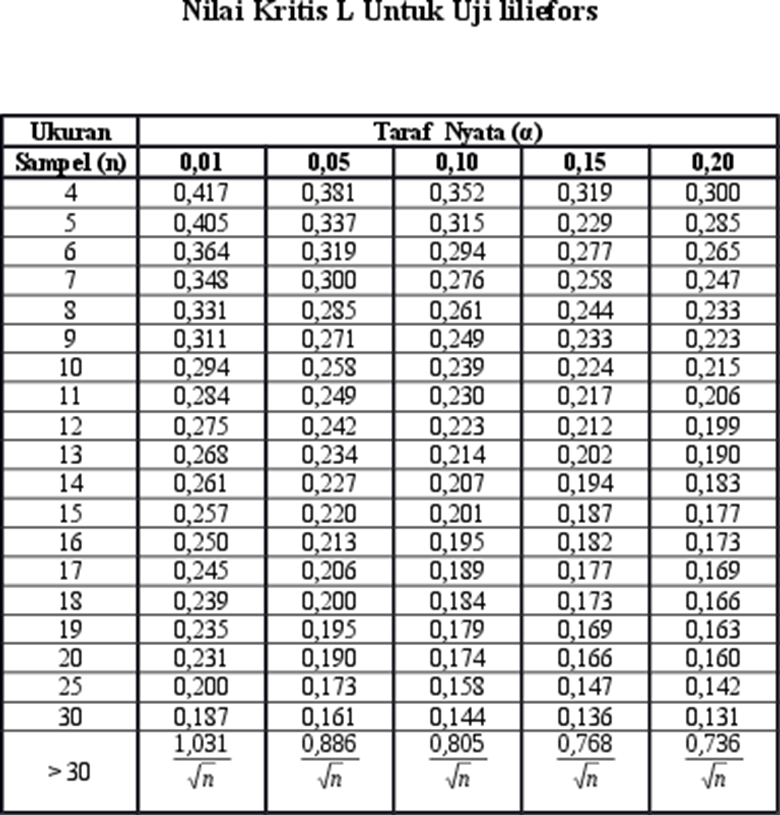 Nilai Kritis L Untuk Uji liliefors
Ukuran Taraf Nyata (α)
Sampel (n) 0,01 0,05 0,10 0,15 0,20
4 0,417 0,381 0,352 0,319 0,300
5 0,405 0,337 0,315 0,229 0,285
6 0,364 0,319 0,294 0,277 0,265
7 0,348 0,300 0,276 0,258 0,247
8 0,331 0,285 0,261 0,244 0,233
9 0,311 0,271 0,249 0,233 0,223
10 0,294 0,258 0,239 0,224 0,215
11 0,284 0,249 0,230 0,217 0,206
12 0,275 0,242 0,223 0,212 0,199
13 0,268 0,234 0,214 0,202 0,190
14 0,261 0,227 0,207 0,194 0,183
15 0,257 0,220 0,201 0,187 0,177
16 0,250 0,213 0,195 0,182 0,173
17 0,245 0,206 0,189 0,177 0,169
18 0,239 0,200 0,184 0,173 0,166
19 0,235 0,195 0,179 0,169 0,163
20 0,231 0,190 0,174 0,166 0,160
25 0,200 0,173 0,158 0,147 0,142
30 0,187 0,161 0,144 0,136 0,131
> 30 1,031/√n 0,886/√n 0,805/√n 0,768/√n 0,736/√n